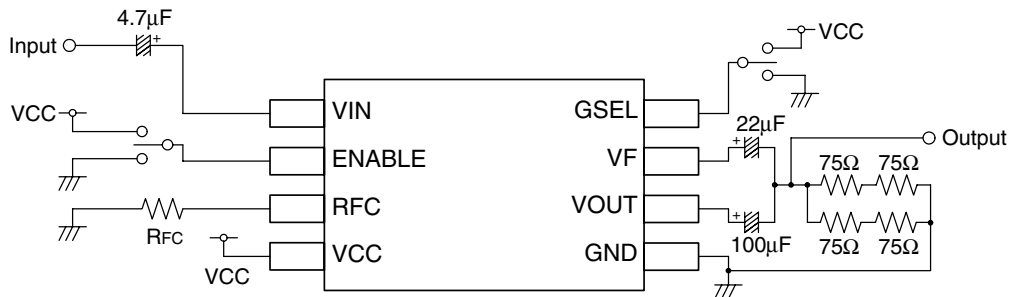 4.7μF
+
Input
VCC
VCC
VIN
GSEL
22μF
+
Output
ENABLE
VF
75Ω 75Ω
RFC
VOUT
RFC
+
100μF
75Ω 75Ω
VCC
VCC
GND